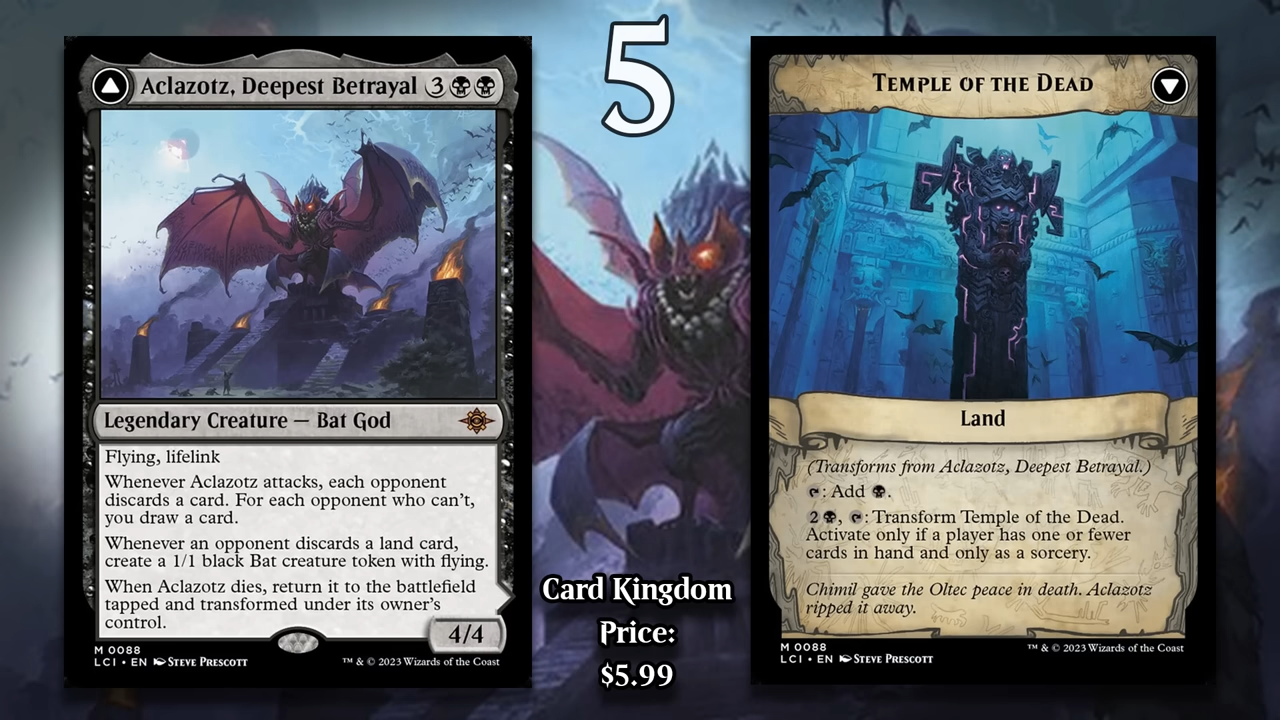 Aclazotz, Deepest Betrayal 3
Legendary Creature — Bat God
Flying, lifelink
Whenever Aclazotz attacks, each opponent
discards a card. For each opponent who can't,
you draw a card.
Whenever an opponent discards a land card,
create a 1/1 black Bat creature token with flying.
When Aclazotz dies, return it to the battlefield
tapped and transformed under its owner's
control.
4/4
M 0088
LCI • EN Steve Prescott
™ & © 2023 Wizards of the Coast
5
Card Kingdom
Price:
$5.99
Temple of the Dead
Land
(Transforms from Aclazotz, Deepest Betrayal.)
: Add .
2 , : Transform Temple of the Dead.
Activate only if a player has one or fewer
cards in hand and only as a sorcery.
Chimil gave the Oltec peace in death. Aclazotz
ripped it away.
M 0088
LCI • EN Steve Prescott
™ & © 2023 Wizards of the Coast